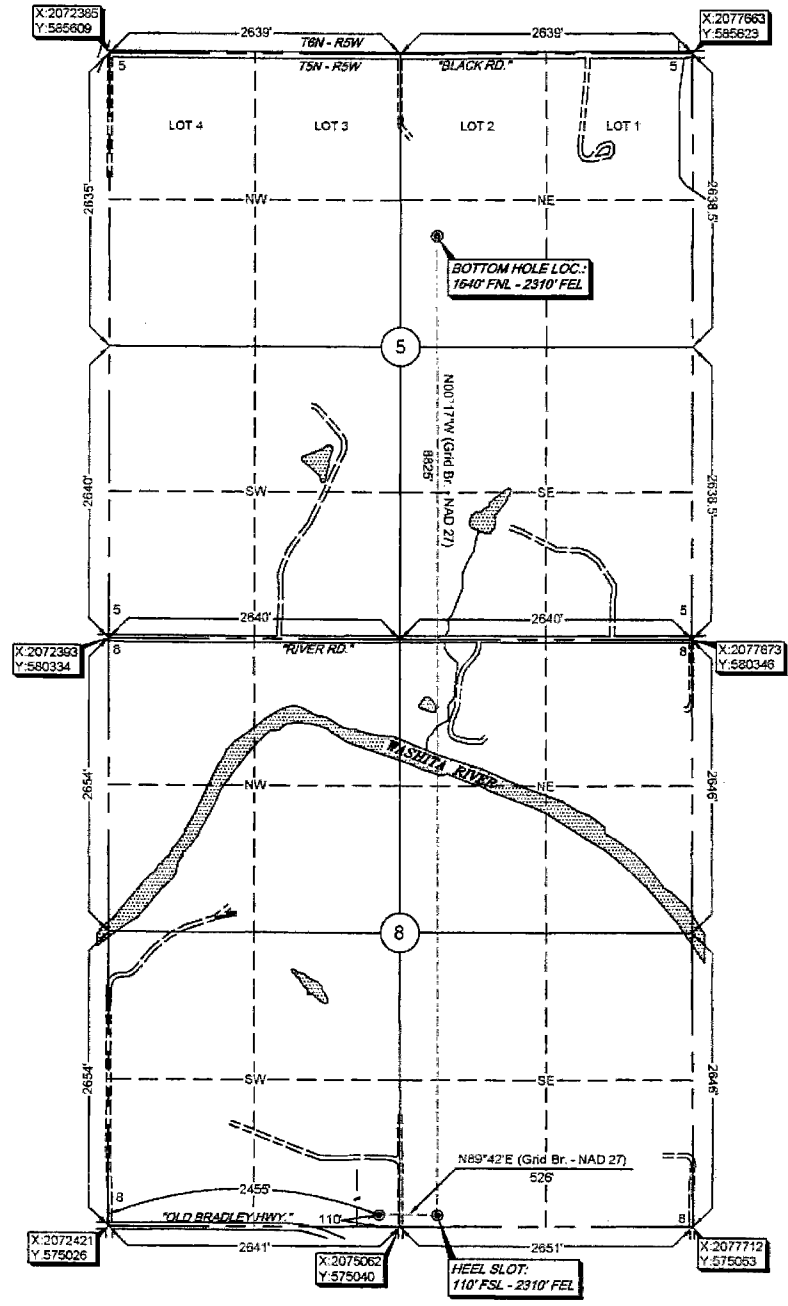 X:2072385
Y:585609
2639'
T6N - R5W
2639'
X:2077663
Y:585623
5
T5N - R5W
"BLACK RD."
5
LOT 4
LOT 3
LOT 2
LOT 1
2635'
NW
NE
2638.5'
BOTTOM HOLE LOC.:
1640' FNL - 2310' FEL
5
N00°17'W (Grid Br. - NAD 27)
8825'
2640'
SW
SE
2638.5'
5
2640'
2640'
5
X:2072393
Y:580334
8
"RIVER RD."
8
X:2077673
Y:580346
WASHITA RIVER
2654'
NW
NE
2646'
8
2654'
SW
SE
2646'
N89°42'E (Grid Br. - NAD 27)
526'
8
2455'
"OLD BRADLEY HWY."
110'
8
X:2072421
Y:575026
2641'
X:2075062
Y:575040
2651'
X:2077712
Y:575053
HEEL SLOT:
110' FSL - 2310' FEL